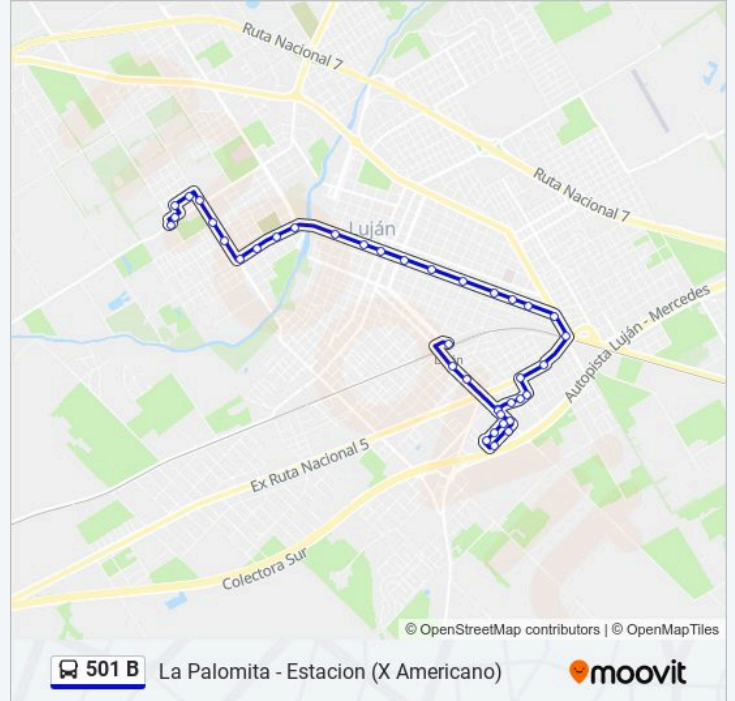 Ruta Nacional 7
Ruta Nacional 7
Luján
Autopista Luján - Mercedes
Ex Ruta Nacional 5
Colectora Sur
© OpenStreetMap contributors | © OpenMapTiles
501 B La Palomita - Estacion (X Americano) moovit